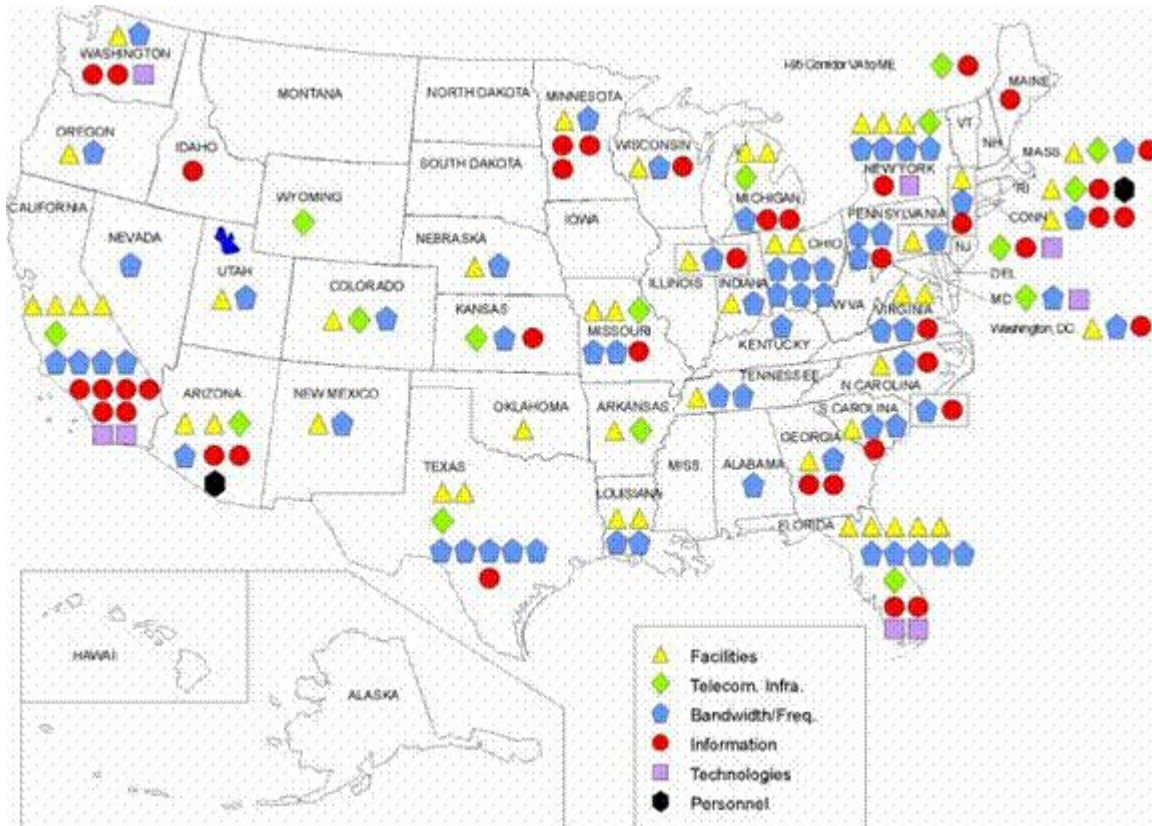 I-95 Corridor VA to ME
WASHINGTON
MAINE
MONTANA
NORTH DAKOTA
MINNESOTA
VT
OREGON
IDAHO
WISCONSIN
NH
MASS.
SOUTH DAKOTA
NEW YORK
RI
WYOMING
MICHIGAN
CALIFORNIA
PENNSYLVANIA
CONN
IOWA
NEVADA
NEBRASKA
OHIO
NJ
UTAH
DEL
COLORADO
ILLINOIS
INDIANA
KANSAS
W.VA.
MD
VIRGINIA
MISSOURI
Washington, DC
KENTUCKY
TENNESSEE
N.CAROLINA
ARIZONA
NEW MEXICO
OKLAHOMA
ARKANSAS
S.CAROLINA
GEORGIA
TEXAS
MISS.
ALABAMA
LOUISIANA
FLORIDA
HAWAII
ALASKA
Facilities
Telecom. Infra.
Bandwidth/Freq.
Information
Technologies
Personnel